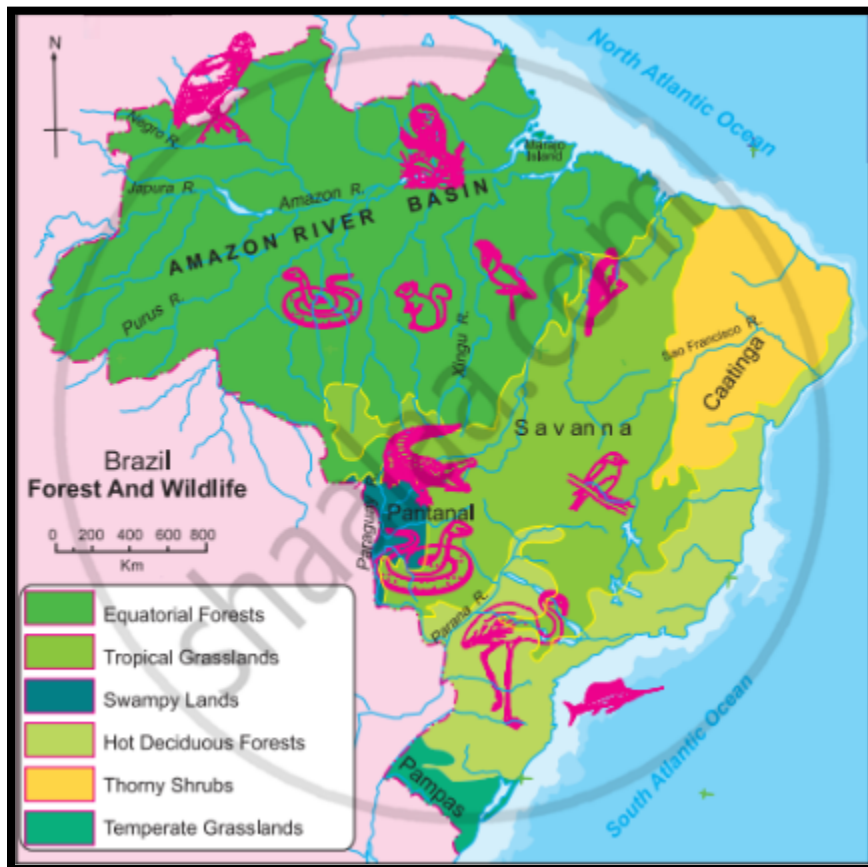 N
North Atlantic Ocean
Negro R.
Marajo
Island
Japura R.
Amazon R.
AMAZON RIVER BASIN
Purus R.
Xingu R.
Sao Francisco R.
Caatinga
Savanna
Brazil
Forest And Wildlife
Pantanal
Paraguay
0 200 400 600 800
Km
Parana R.
South Atlantic Ocean
Pampas
Equatorial Forests
Tropical Grasslands
Swampy Lands
Hot Deciduous Forests
Thorny Shrubs
Temperate Grasslands
shaalaa.com